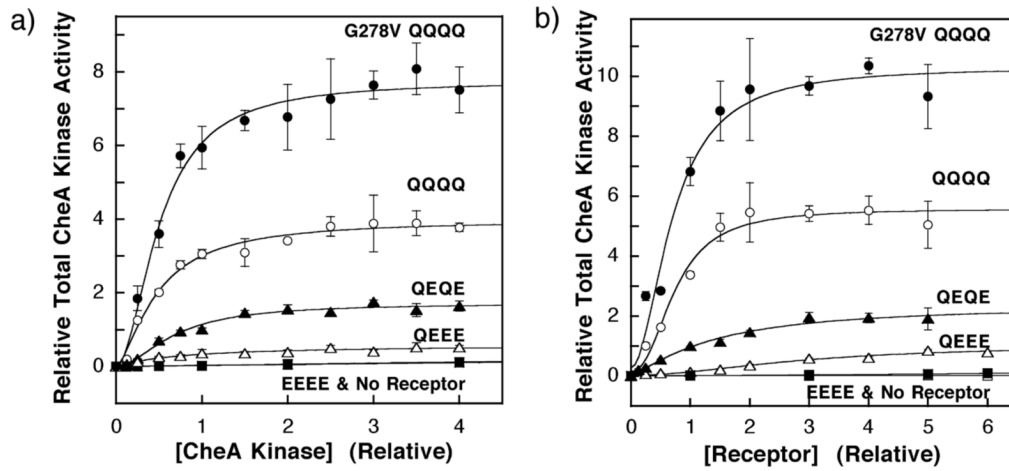 a)
Relative Total CheA Kinase Activity
8
6
4
2
0
G278V QQQQ
QQQQ
QEQE
QEEE
EEEE & No Receptor
0
1
2
3
4
[CheA Kinase] (Relative)
b)
Relative Total CheA Kinase Activity
10
8
6
4
2
0
G278V QQQQ
QQQQ
QEQE
QEEE
EEEE & No Receptor
0
1
2
3
4
5
6
[Receptor] (Relative)